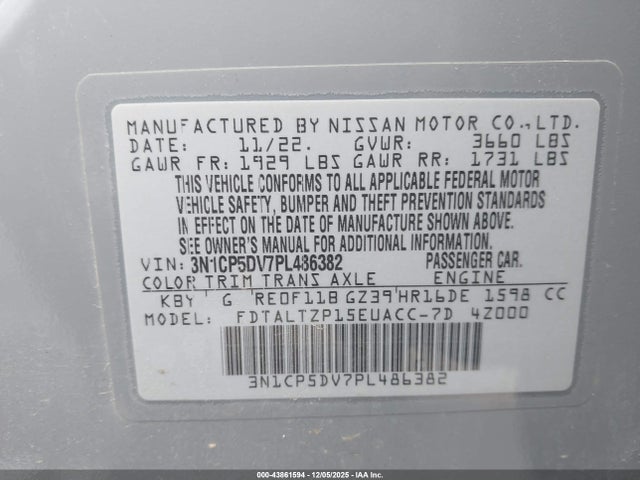 MANUFACTURED BY NISSAN MOTOR CO.,LTD.
DATE: 11/22. GVWR: 3660 LBS
GAWR FR: 1929 LBS GAWR RR: 1731 LBS
THIS VEHICLE CONFORMS TO ALL APPLICABLE FEDERAL MOTOR
VEHICLE SAFETY, BUMPER AND THEFT PREVENTION STANDARDS
IN EFFECT ON THE DATE OF MANUFACTURE SHOWN ABOVE.
SEE OWNER'S MANUAL FOR ADDITIONAL INFORMATION
VIN: 3N1CP5DV7PL486382 PASSENGER CAR.
COLOR TRIM TRANS AXLE ENGINE
KBY G RE0F11B GZ39 HR16DE 1598 CC
MODEL: FDTALTZP15EUACC-7D 4Z000
3N1CP5DV7PL486382
000-43861594 | 12/05/2025 - IAA Corp.